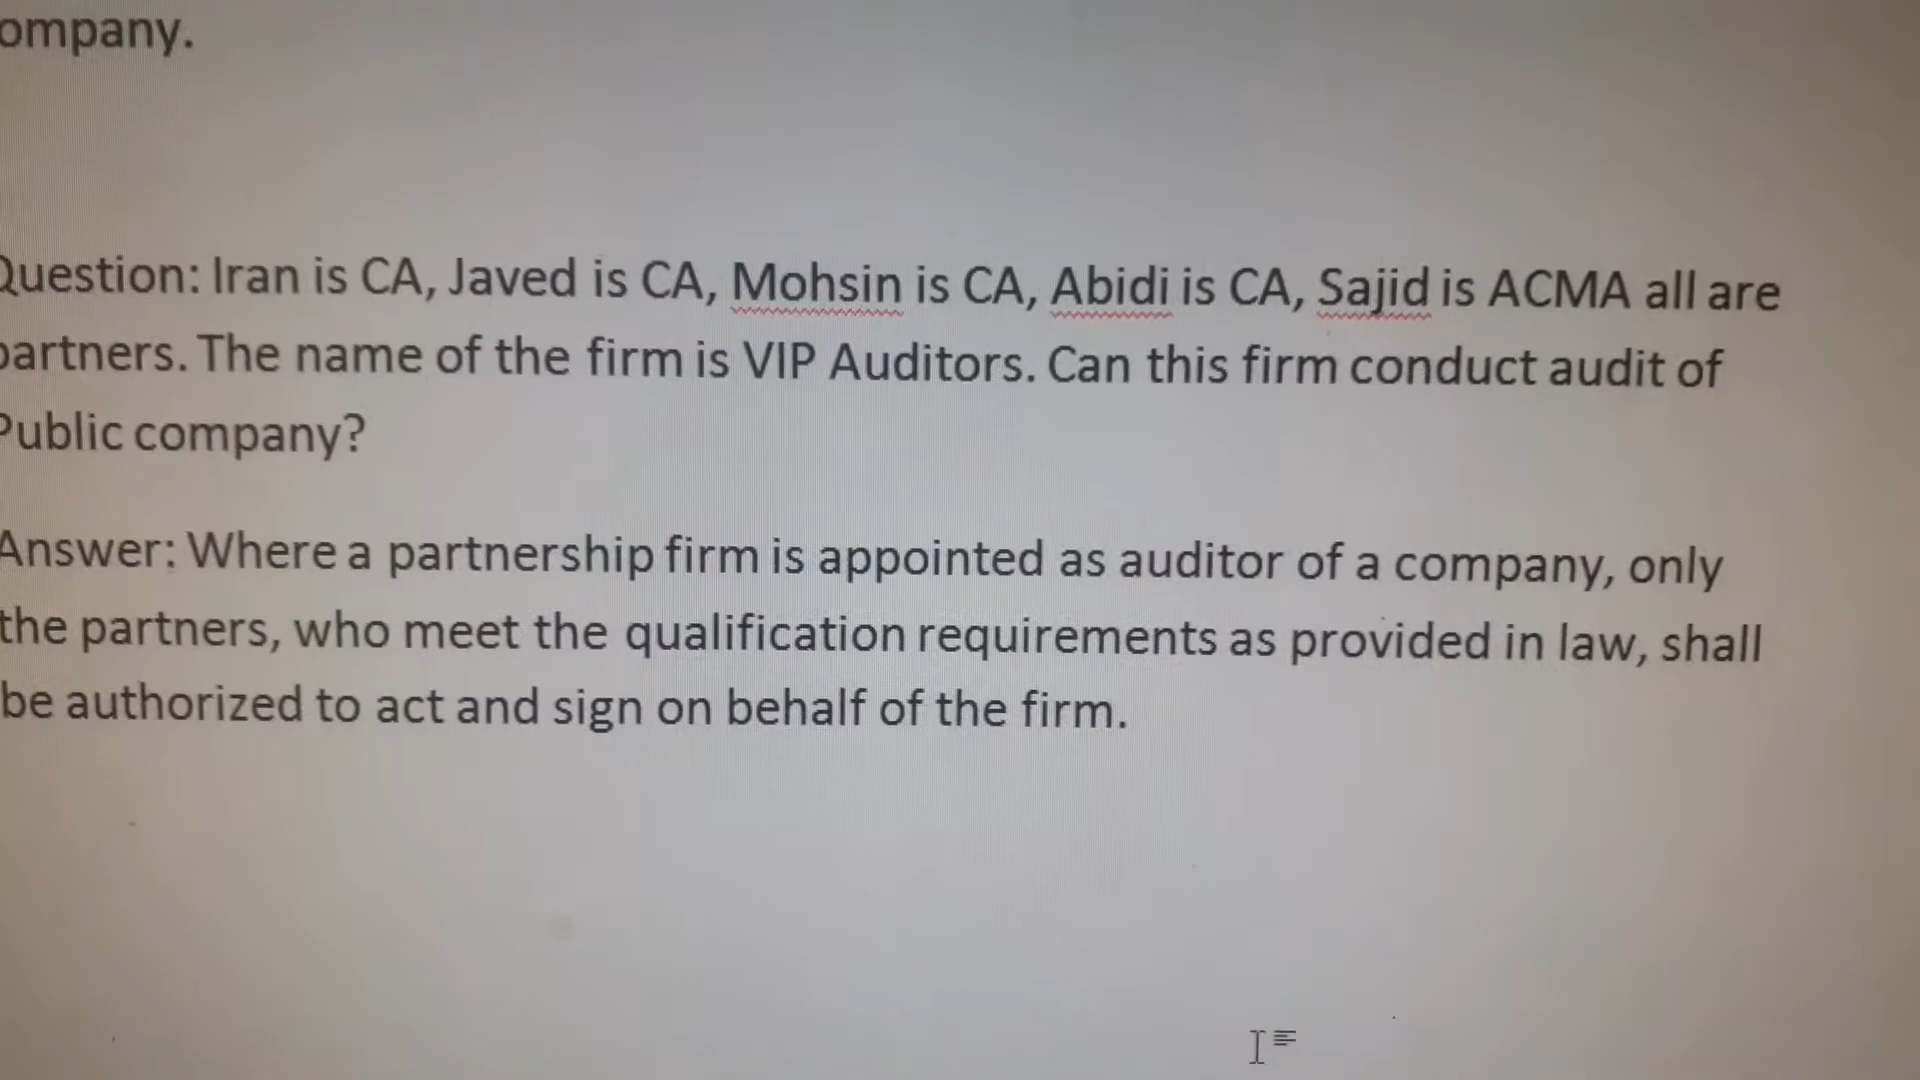 ompany.
Question: Iran is CA, Javed is CA, Mohsin is CA, Abidi is CA, Sajid is ACMA all are
partners. The name of the firm is VIP Auditors. Can this firm conduct audit of
Public company?
Answer: Where a partnership firm is appointed as auditor of a company, only
the partners, who meet the qualification requirements as provided in law, shall
be authorized to act and sign on behalf of the firm.